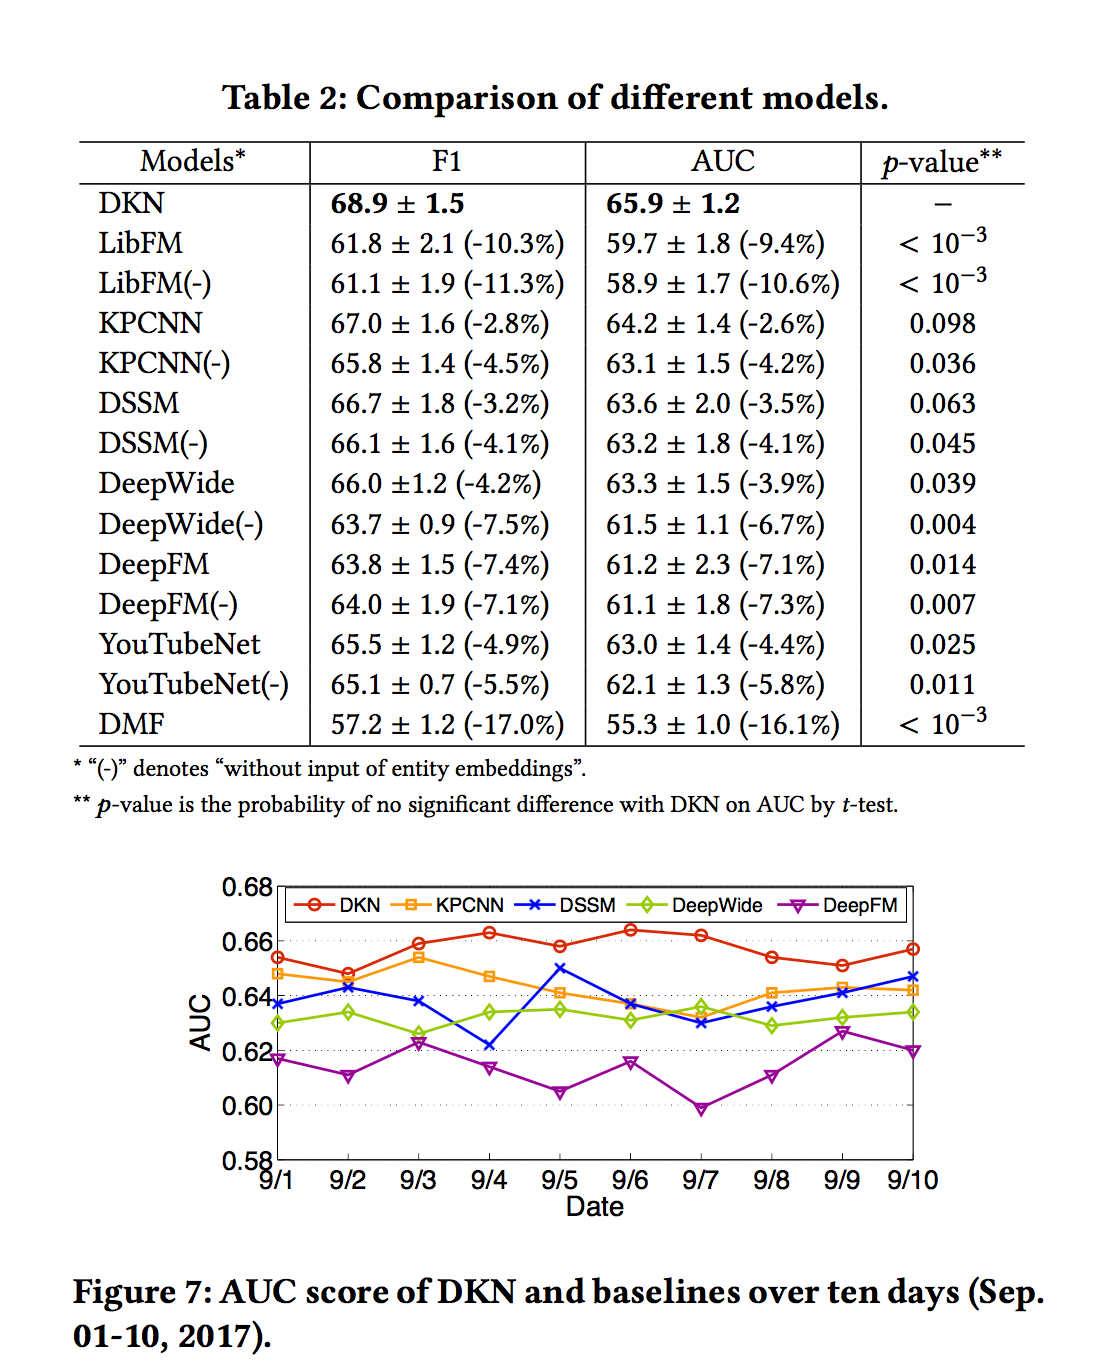 Table 2: Comparison of different models.
Models* F1 AUC p-value**
DKN 68.9 ± 1.5 65.9 ± 1.2 –
LibFM 61.8 ± 2.1 (-10.3%) 59.7 ± 1.8 (-9.4%) < 10⁻³
LibFM(-) 61.1 ± 1.9 (-11.3%) 58.9 ± 1.7 (-10.6%) < 10⁻³
KPCNN 67.0 ± 1.6 (-2.8%) 64.2 ± 1.4 (-2.6%) 0.098
KPCNN(-) 65.8 ± 1.4 (-4.5%) 63.1 ± 1.5 (-4.2%) 0.036
DSSM 66.7 ± 1.8 (-3.2%) 63.6 ± 2.0 (-3.5%) 0.063
DSSM(-) 66.1 ± 1.6 (-4.1%) 63.2 ± 1.8 (-4.1%) 0.045
DeepWide 66.0 ±1.2 (-4.2%) 63.3 ± 1.5 (-3.9%) 0.039
DeepWide(-) 63.7 ± 0.9 (-7.5%) 61.5 ± 1.1 (-6.7%) 0.004
DeepFM 63.8 ± 1.5 (-7.4%) 61.2 ± 2.3 (-7.1%) 0.014
DeepFM(-) 64.0 ± 1.9 (-7.1%) 61.1 ± 1.8 (-7.3%) 0.007
YouTubeNet 65.5 ± 1.2 (-4.9%) 63.0 ± 1.4 (-4.4%) 0.025
YouTubeNet(-) 65.1 ± 0.7 (-5.5%) 62.1 ± 1.3 (-5.8%) 0.011
DMF 57.2 ± 1.2 (-17.0%) 55.3 ± 1.0 (-16.1%) < 10⁻³
* “(-)” denotes “without input of entity embeddings”.
** p-value is the probability of no significant difference with DKN on AUC by t-test.
0.68
DKN KPCNN DSSM DeepWide DeepFM
0.66
0.64
AUC
0.62
0.60
0.58
9/1 9/2 9/3 9/4 9/5 9/6 9/7 9/8 9/9 9/10
Date
Figure 7: AUC score of DKN and baselines over ten days (Sep.
01-10, 2017).